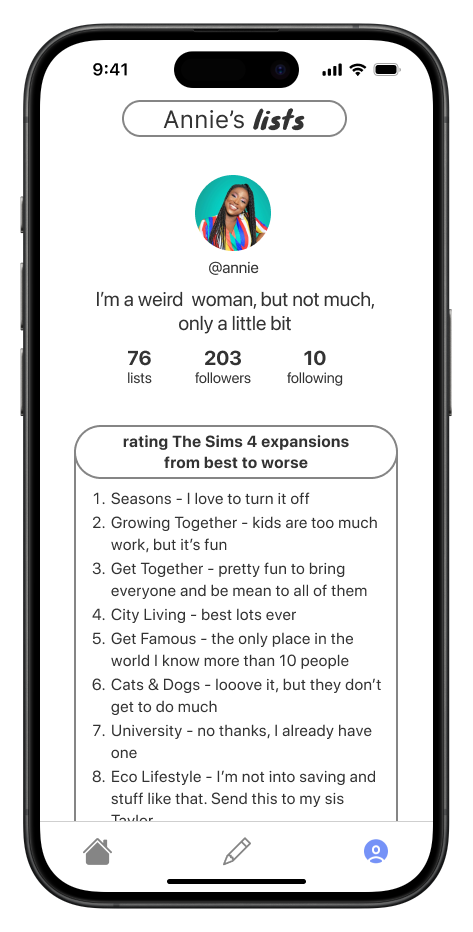 9:41
Annie's lists
@annie
I'm a weird  woman, but not much,
only a little bit
76 203 10
lists followers following
rating The Sims 4 expansions
from best to worse
1. Seasons - I love to turn it off
2. Growing Together - kids are too much
work, but it's fun
3. Get Together - pretty fun to bring
everyone and be mean to all of them
4. City Living - best lots ever
5. Get Famous - the only place in the
world I know more than 10 people
6. Cats & Dogs - looove it, but they don't
get to do much
7. University - no thanks, I already have
one
8. Eco Lifestyle - I'm not into saving and
stuff like that. Send this to my sis
Taylor